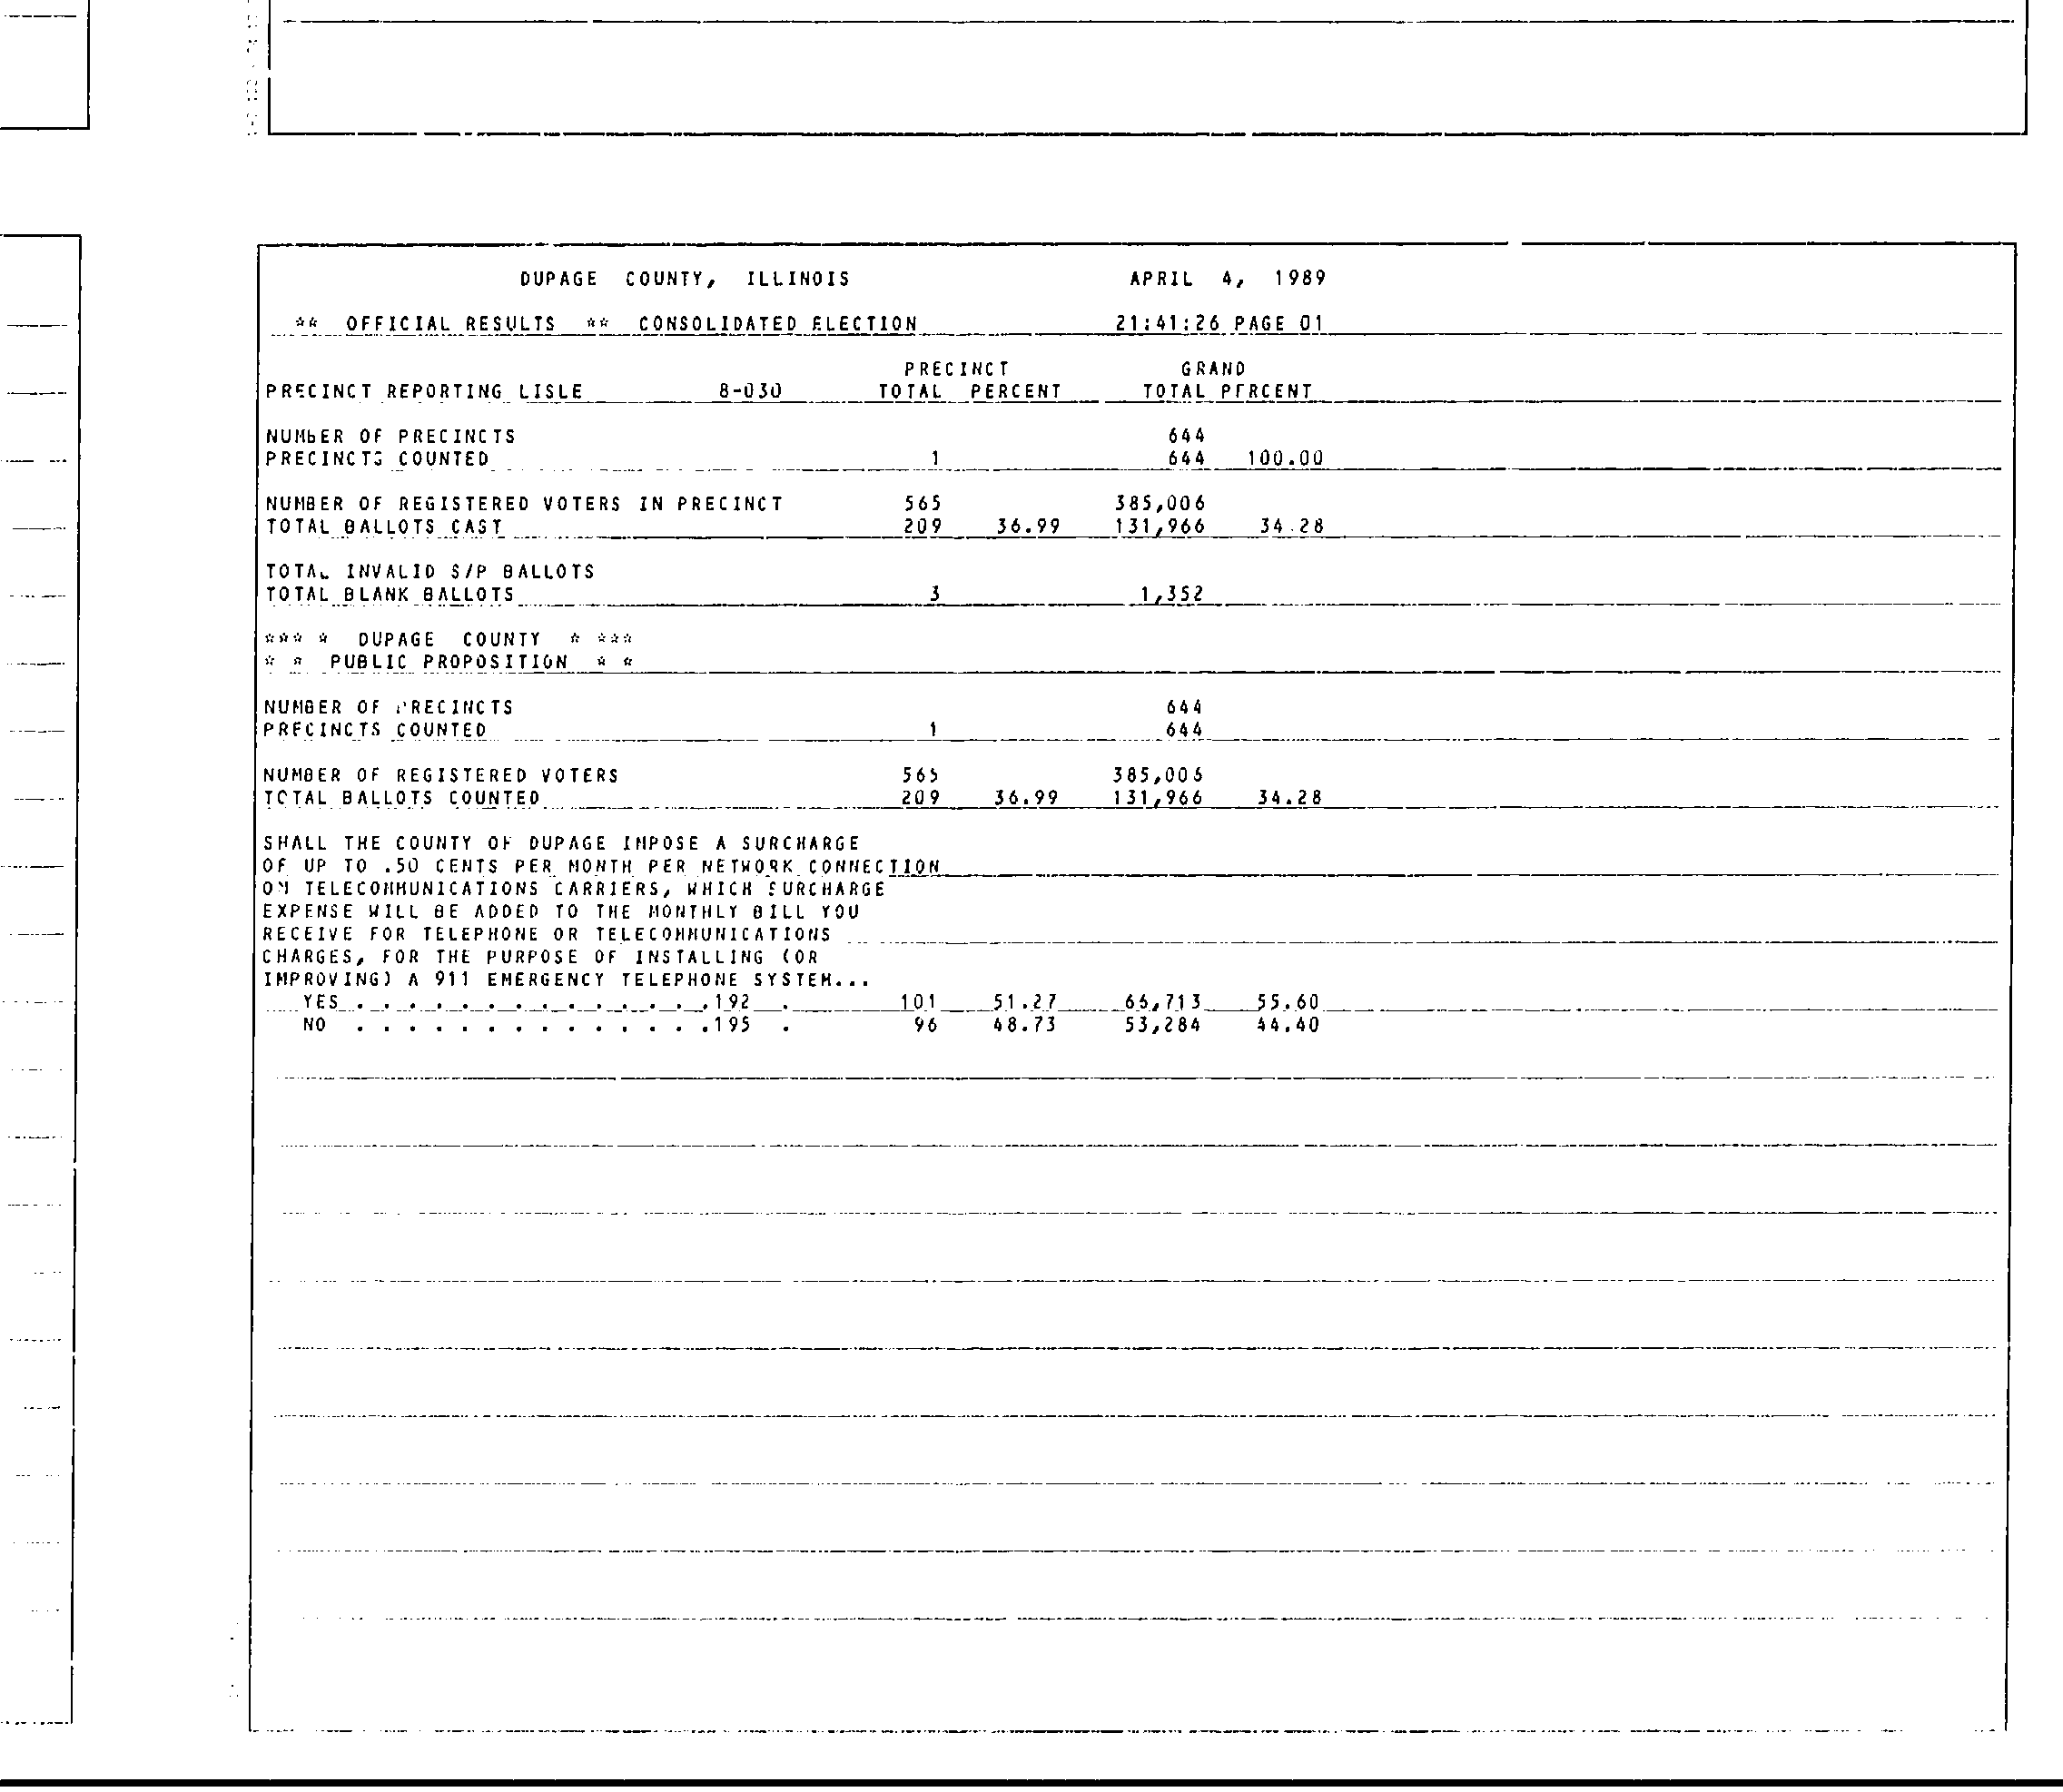 DUPAGE COUNTY, ILLINOIS APRIL 4, 1989
** OFFICIAL RESULTS ** CONSOLIDATED ELECTION 21:41:26 PAGE 01
PRECINCT GRAND
PRECINCT REPORTING LISLE 8-030 TOTAL PERCENT TOTAL PERCENT
NUMBER OF PRECINCTS 644
PRECINCTS COUNTED 1 644 100.00
NUMBER OF REGISTERED VOTERS IN PRECINCT 565 385,006
TOTAL BALLOTS CAST 209 36.99 131,966 34.28
TOTAL INVALID S/P BALLOTS
TOTAL BLANK BALLOTS 3 1,352
*** * DUPAGE COUNTY * ***
* * PUBLIC PROPOSITION * *
NUMBER OF PRECINCTS 644
PRECINCTS COUNTED 1 644
NUMBER OF REGISTERED VOTERS 565 385,006
TOTAL BALLOTS COUNTED 209 36.99 131,966 34.28
SHALL THE COUNTY OF DUPAGE IMPOSE A SURCHARGE
OF UP TO .50 CENTS PER MONTH PER NETWORK CONNECTION
ON TELECOMMUNICATIONS CARRIERS, WHICH SURCHARGE
EXPENSE WILL BE ADDED TO THE MONTHLY BILL YOU
RECEIVE FOR TELEPHONE OR TELECOMMUNICATIONS
CHARGES, FOR THE PURPOSE OF INSTALLING (OR
IMPROVING) A 911 EMERGENCY TELEPHONE SYSTEM...
YES . . . . . . . . . . . . . . .192 . 101 51.27 66,713 55.60
NO . . . . . . . . . . . . . . .195 . 96 48.73 53,284 44.40